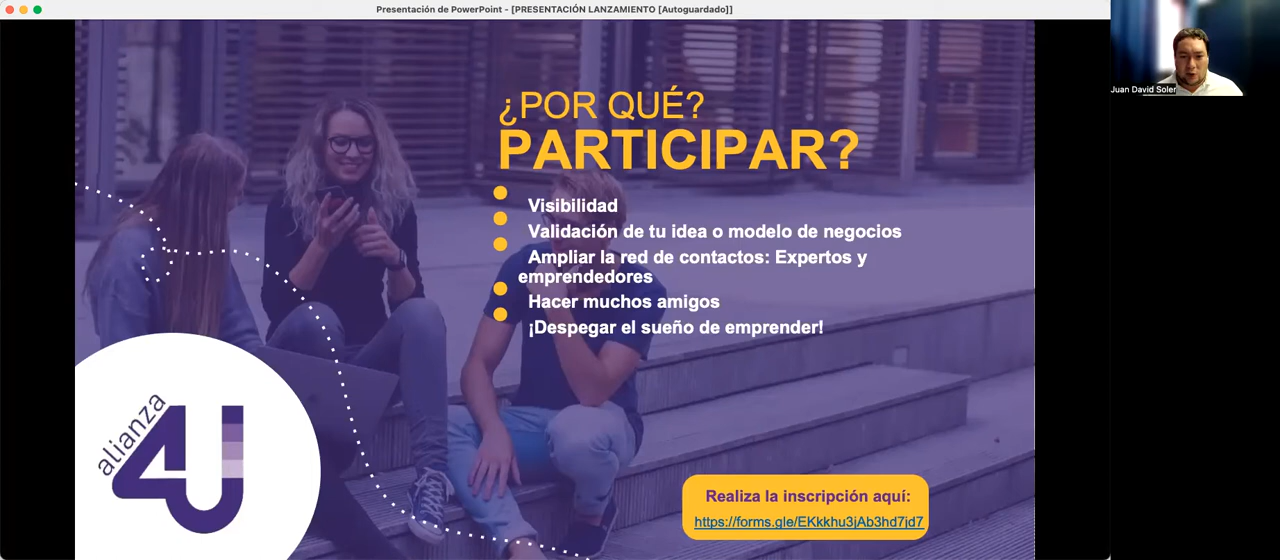 Presentación de PowerPoint - [PRESENTACIÓN LANZAMIENTO [Autoguardado]]
Juan David Soler
¿POR QUÉ?
PARTICIPAR?
Visibilidad
Validación de tu idea o modelo de negocios
Ampliar la red de contactos: Expertos y
emprendedores
Hacer muchos amigos
¡Despegar el sueño de emprender!
alianza
4U
Realiza la inscripción aquí:
https://forms.gle/EKkkhu3jAb3hd7jd7